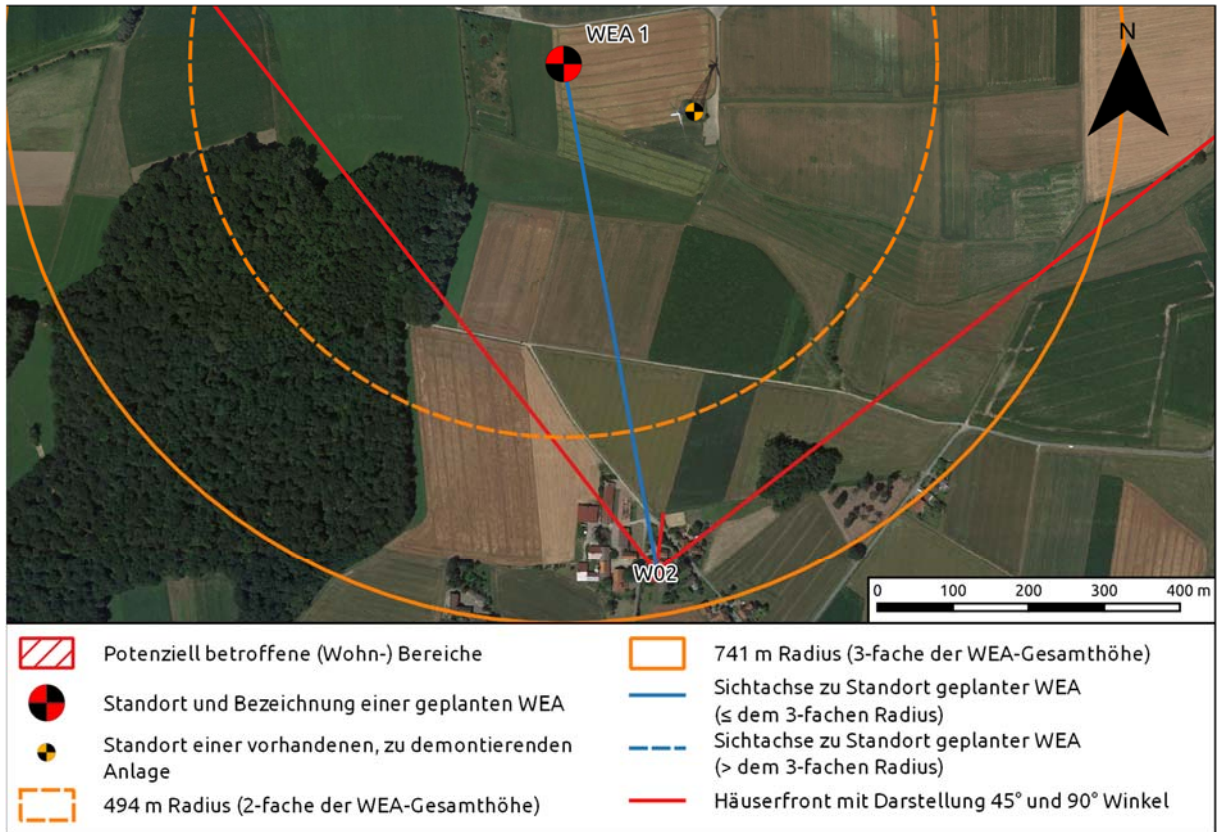 WEA 1
N
W02
0 100 200 300 400 m
Potenziell betroffene (Wohn-) Bereiche
Standort und Bezeichnung einer geplanten WEA
Standort einer vorhandenen, zu demontierenden
Anlage
494 m Radius (2-fache der WEA-Gesamthöhe)
741 m Radius (3-fache der WEA-Gesamthöhe)
Sichtachse zu Standort geplanter WEA
(≤ dem 3-fachen Radius)
Sichtachse zu Standort geplanter WEA
(> dem 3-fachen Radius)
Häuserfront mit Darstellung 45° und 90° Winkel